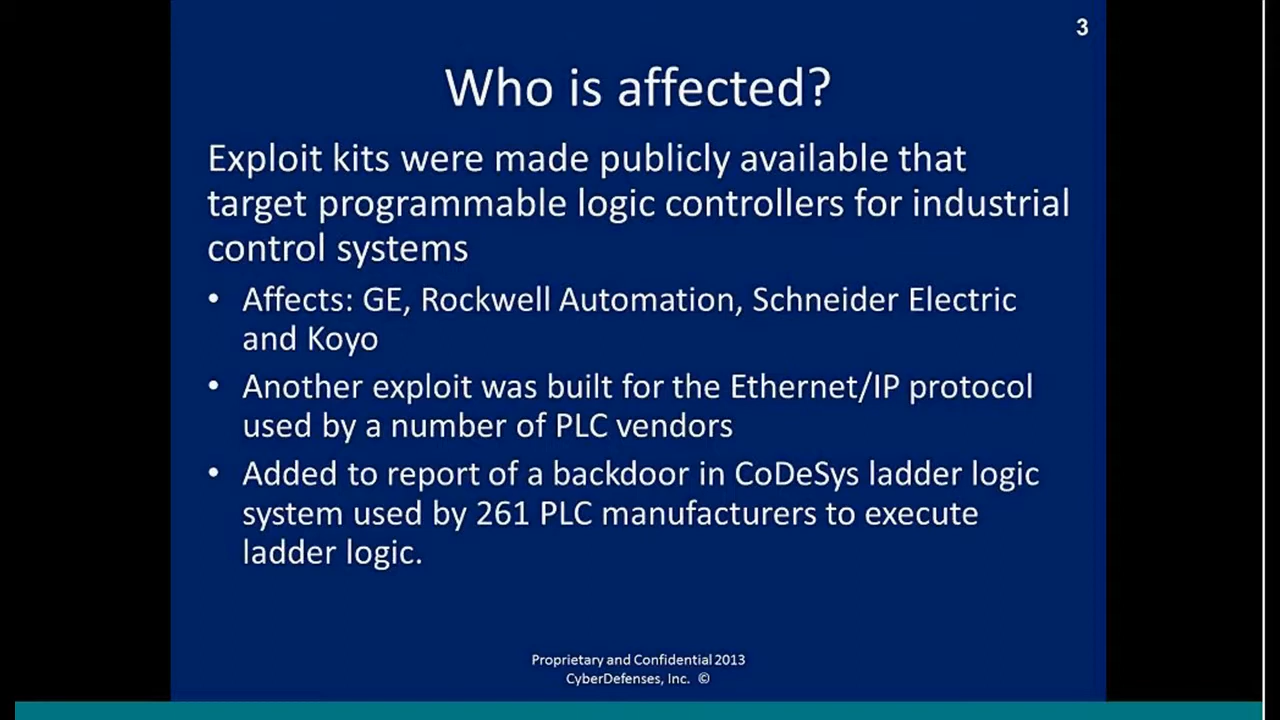 3
Who is affected?
Exploit kits were made publicly available that
target programmable logic controllers for industrial
control systems
• Affects: GE, Rockwell Automation, Schneider Electric
and Koyo
• Another exploit was built for the Ethernet/IP protocol
used by a number of PLC vendors
• Added to report of a backdoor in CoDeSys ladder logic
system used by 261 PLC manufacturers to execute
ladder logic.
Proprietary and Confidential 2013
CyberDefenses, Inc. ©